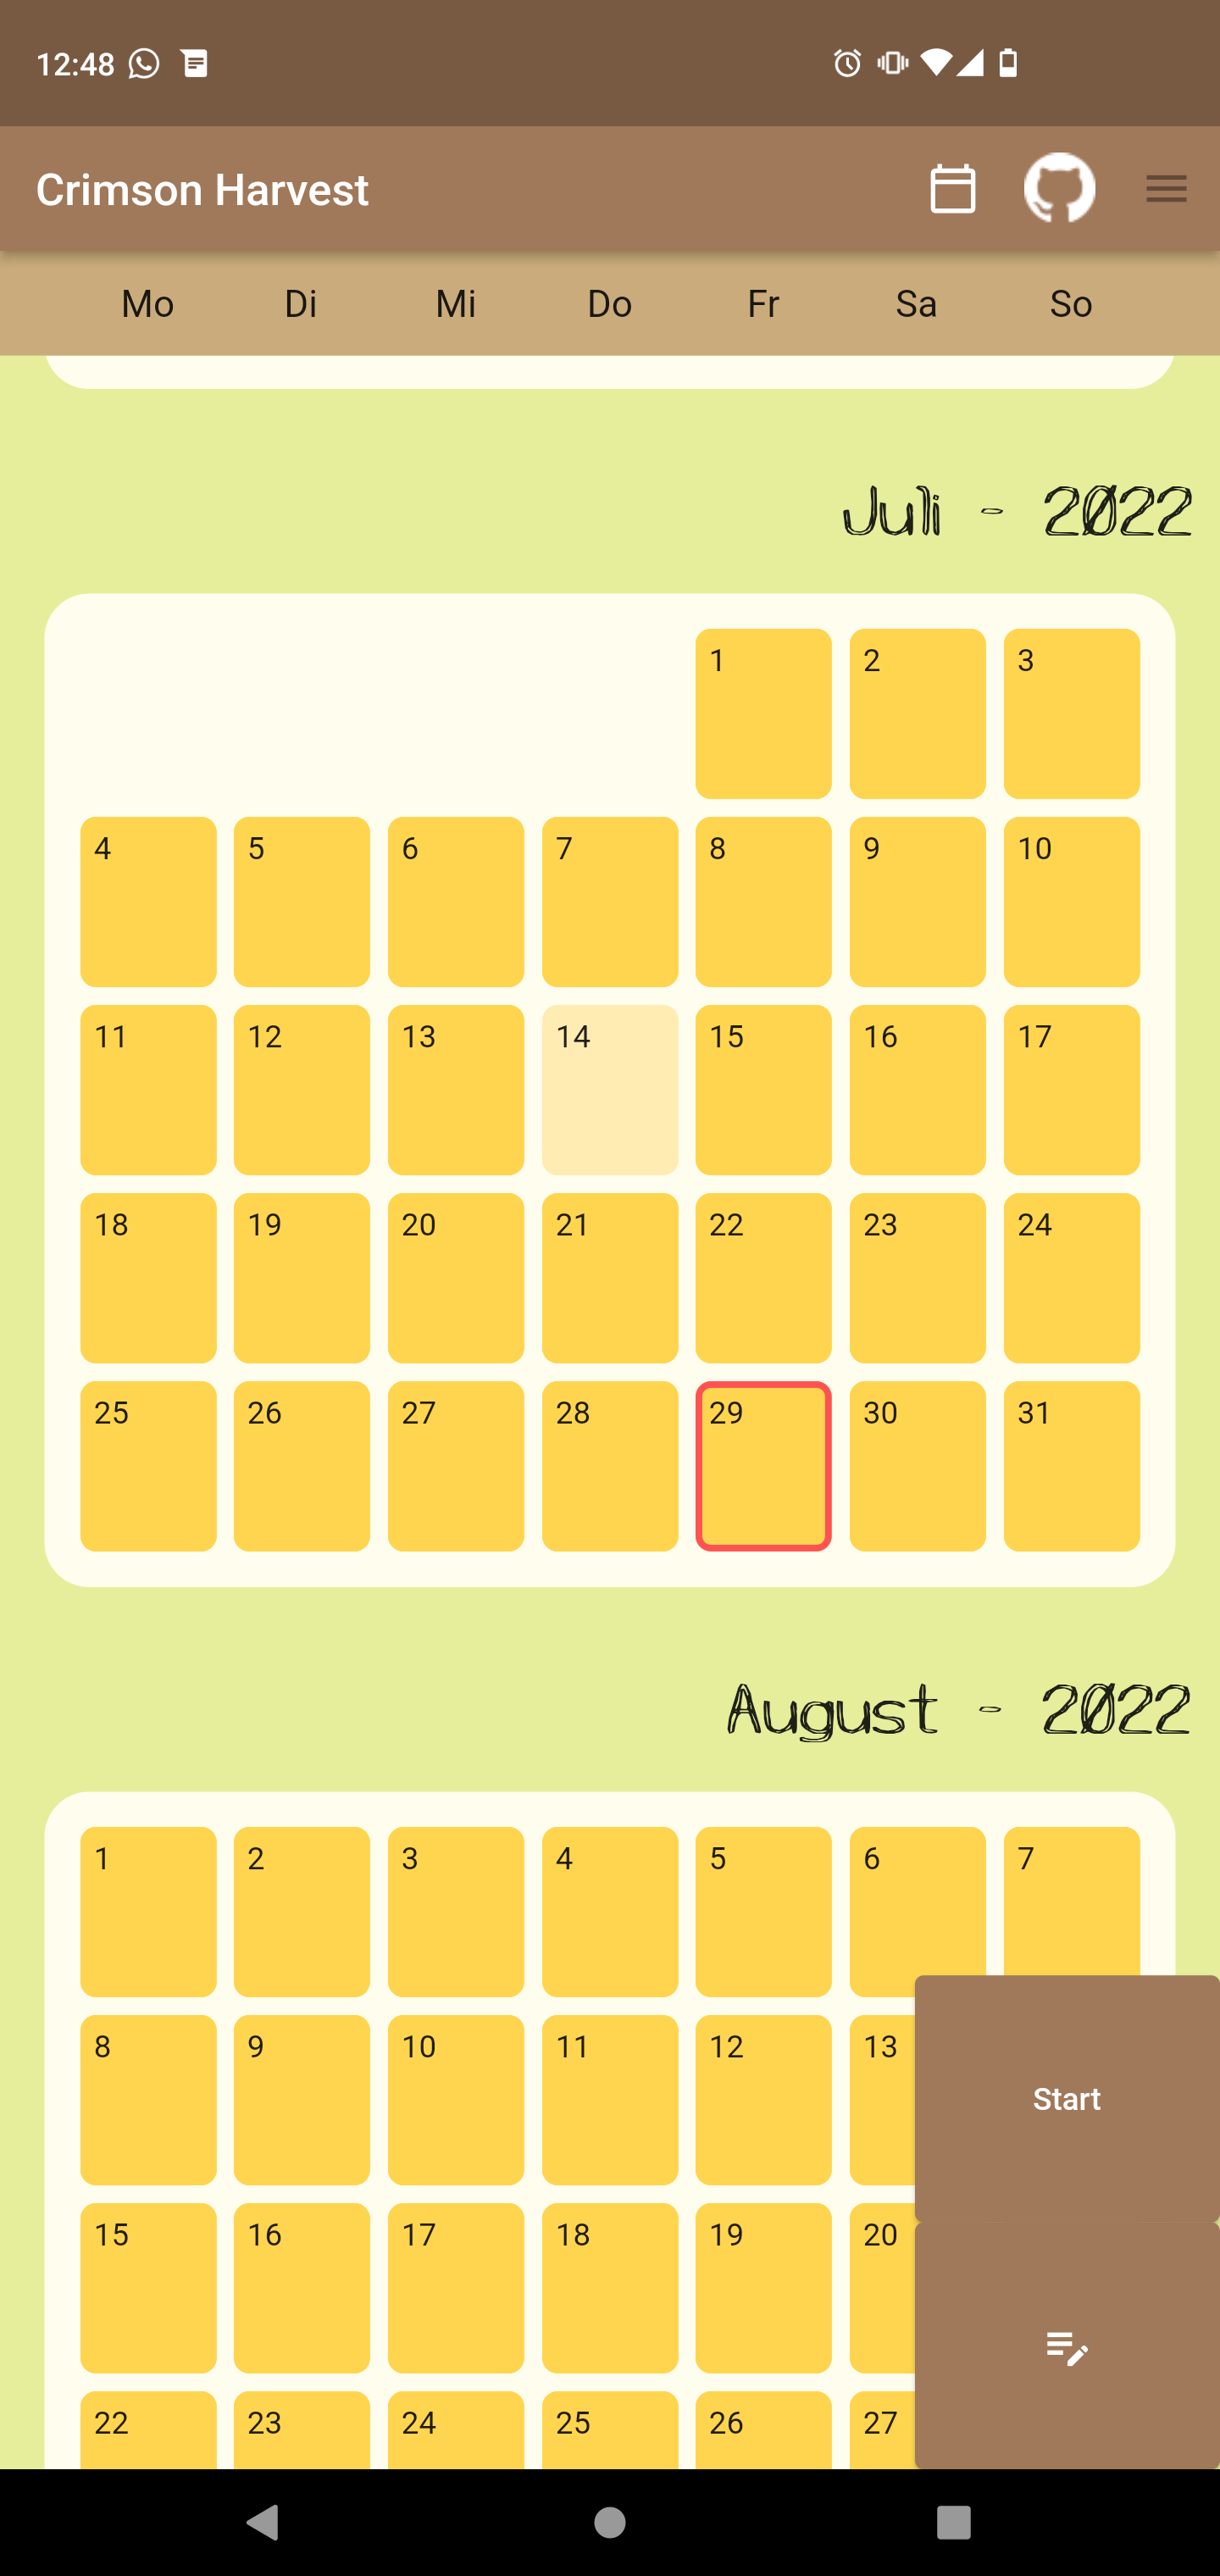 12:48
Crimson Harvest
Mo Di Mi Do Fr Sa So
Juli - 2022
1 2 3
4 5 6 7 8 9 10
11 12 13 14 15 16 17
18 19 20 21 22 23 24
25 26 27 28 29 30 31
August - 2022
1 2 3 4 5 6 7
8 9 10 11 12 13
Start
15 16 17 18 19 20
22 23 24 25 26 27